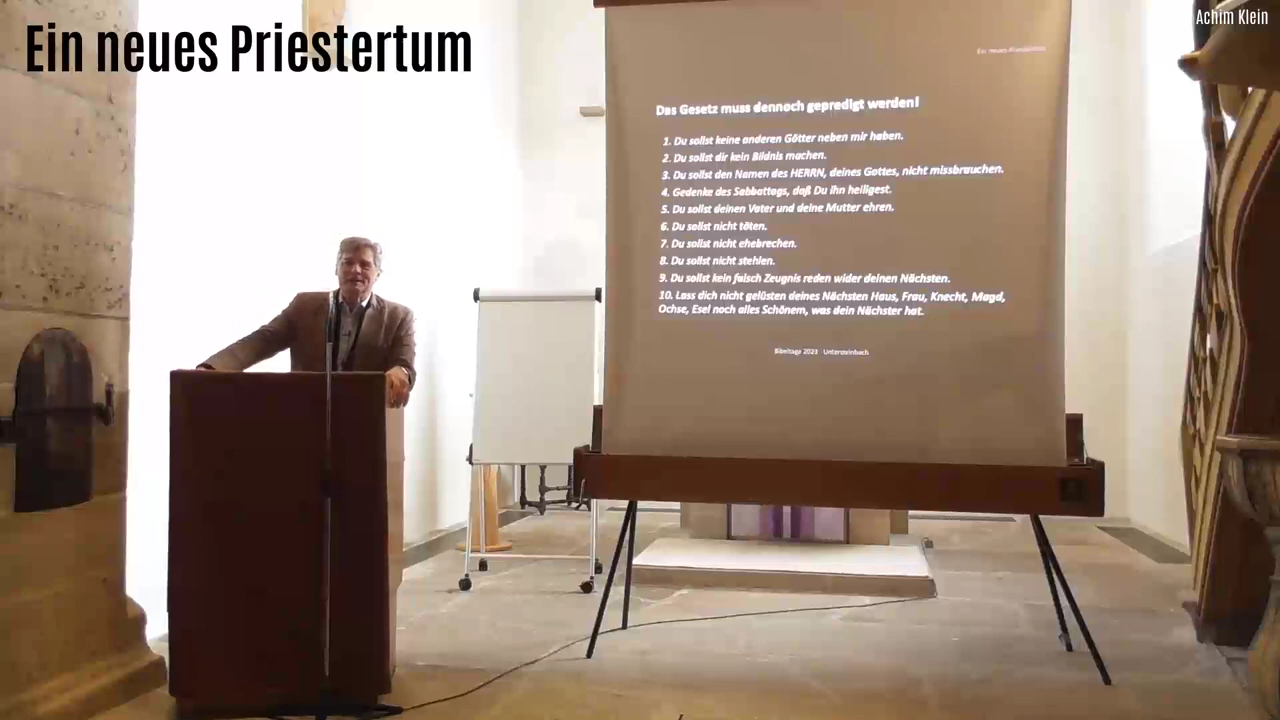 Ein neues Priestertum
Achim Klein
Ein neues Priestertum
Das Gesetz muss dennoch gepredigt werden!
1. Du sollst keine anderen Götter neben mir haben.
2. Du sollst dir kein Bildnis machen.
3. Du sollst den Namen des HERRN, deines Gottes, nicht missbrauchen.
4. Gedenke des Sabbattags, daß Du ihn heiligest.
5. Du sollst deinen Vater und deine Mutter ehren.
6. Du sollst nicht töten.
7. Du sollst nicht ehebrechen.
8. Du sollst nicht stehlen.
9. Du sollst kein falsch Zeugnis reden wider deinen Nächsten.
10. Lass dich nicht gelüsten deines Nächsten Haus, Frau, Knecht, Magd,
Ochse, Esel noch alles Schönem, was dein Nächster hat.
Bibeltage 2023